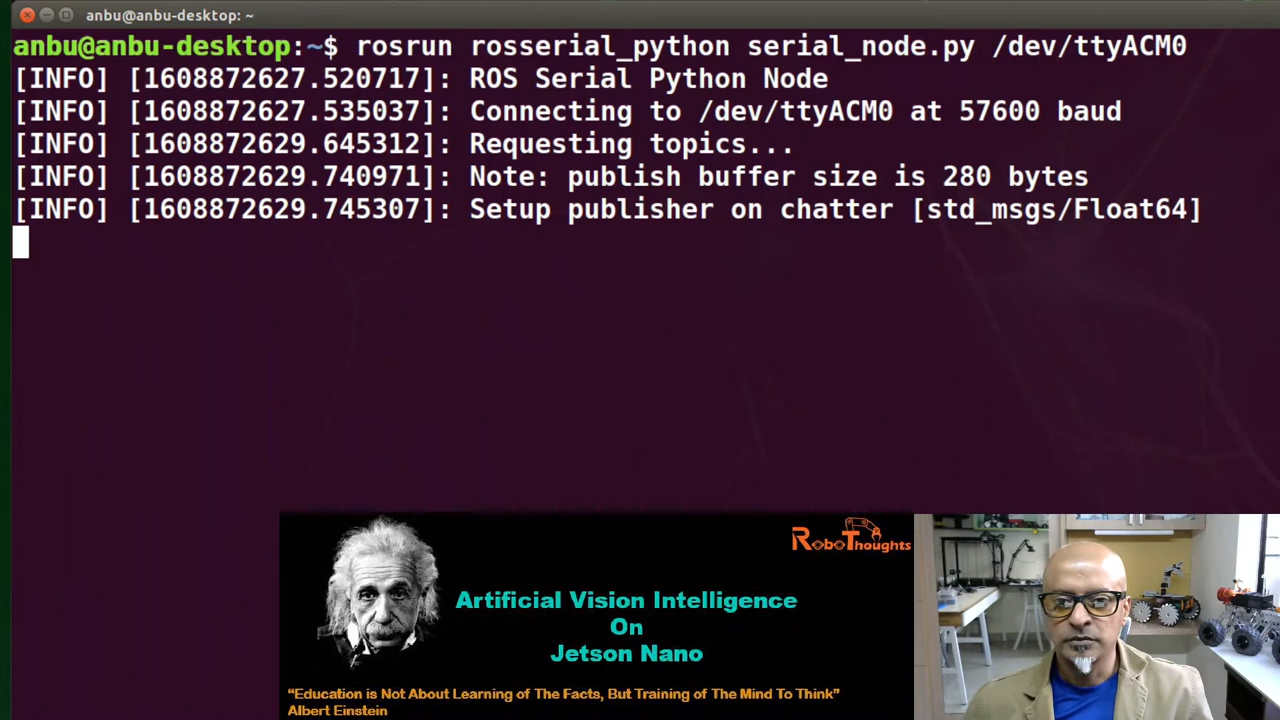 anbu@anbu-desktop: ~
anbu@anbu-desktop:~$ rosrun rosserial_python serial_node.py /dev/ttyACM0
[INFO] [1608872627.520717]: ROS Serial Python Node
[INFO] [1608872627.535037]: Connecting to /dev/ttyACM0 at 57600 baud
[INFO] [1608872629.645312]: Requesting topics...
[INFO] [1608872629.740971]: Note: publish buffer size is 280 bytes
[INFO] [1608872629.745307]: Setup publisher on chatter [std_msgs/Float64]
RoboThoughts
Artificial Vision Intelligence
On
Jetson Nano
“Education is Not About Learning of The Facts, But Training of The Mind To Think”
Albert Einstein